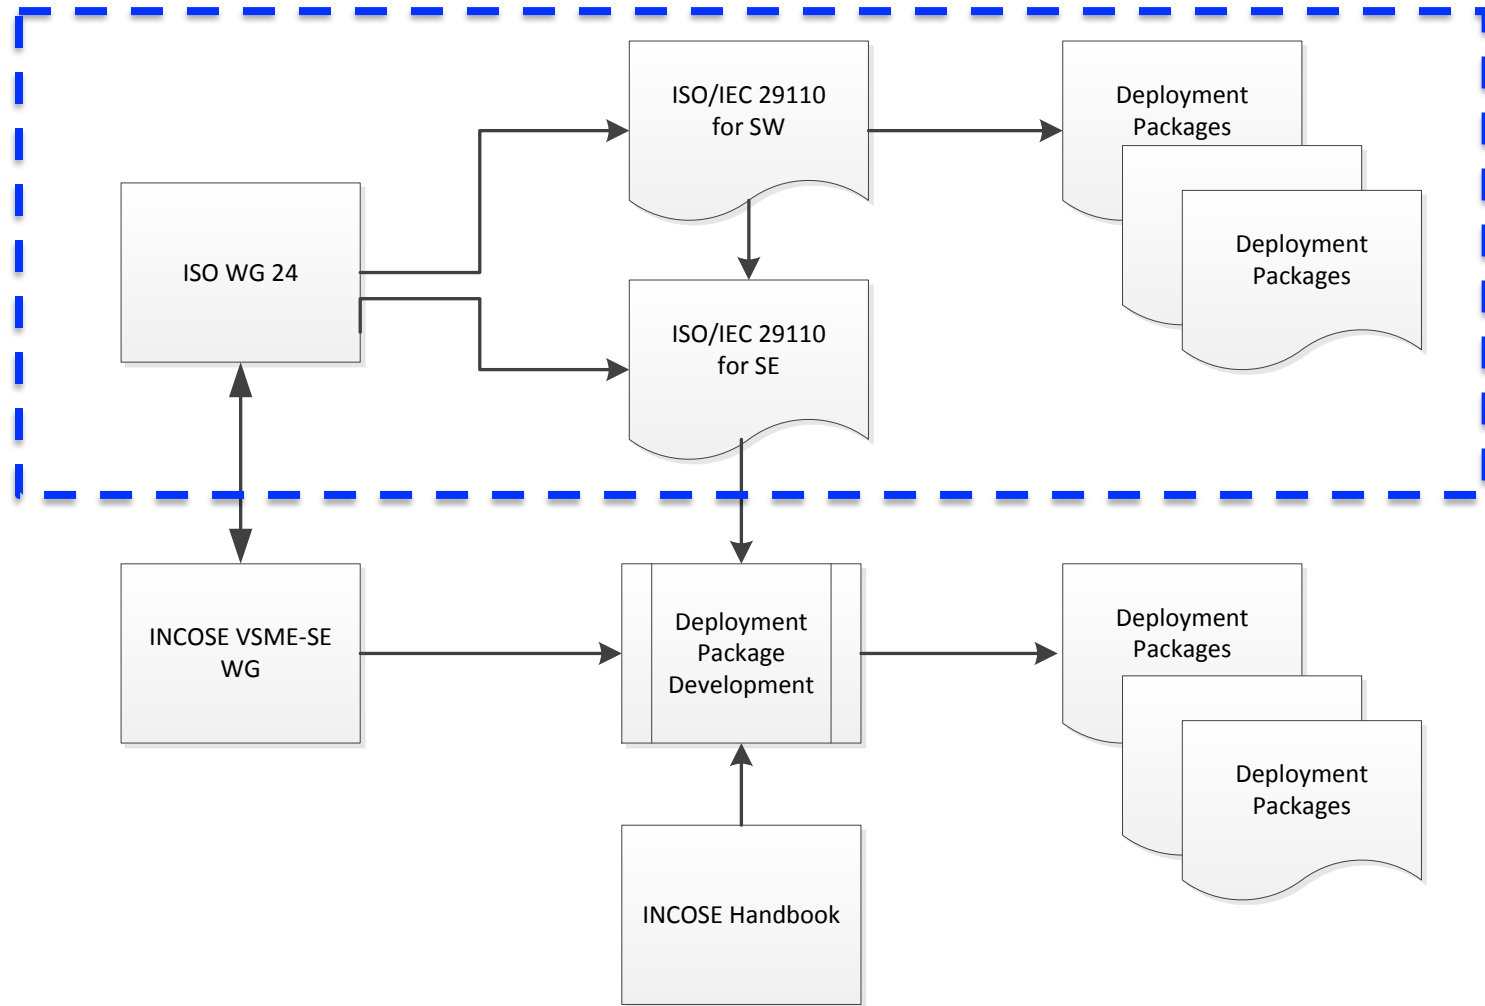 ISO/IEC 29110
for SW
Deployment
Packages
Deployment
Packages
ISO WG 24
ISO/IEC 29110
for SE
INCOSE VSME-SE
WG
Deployment
Package
Development
Deployment
Packages
Deployment
Packages
INCOSE Handbook